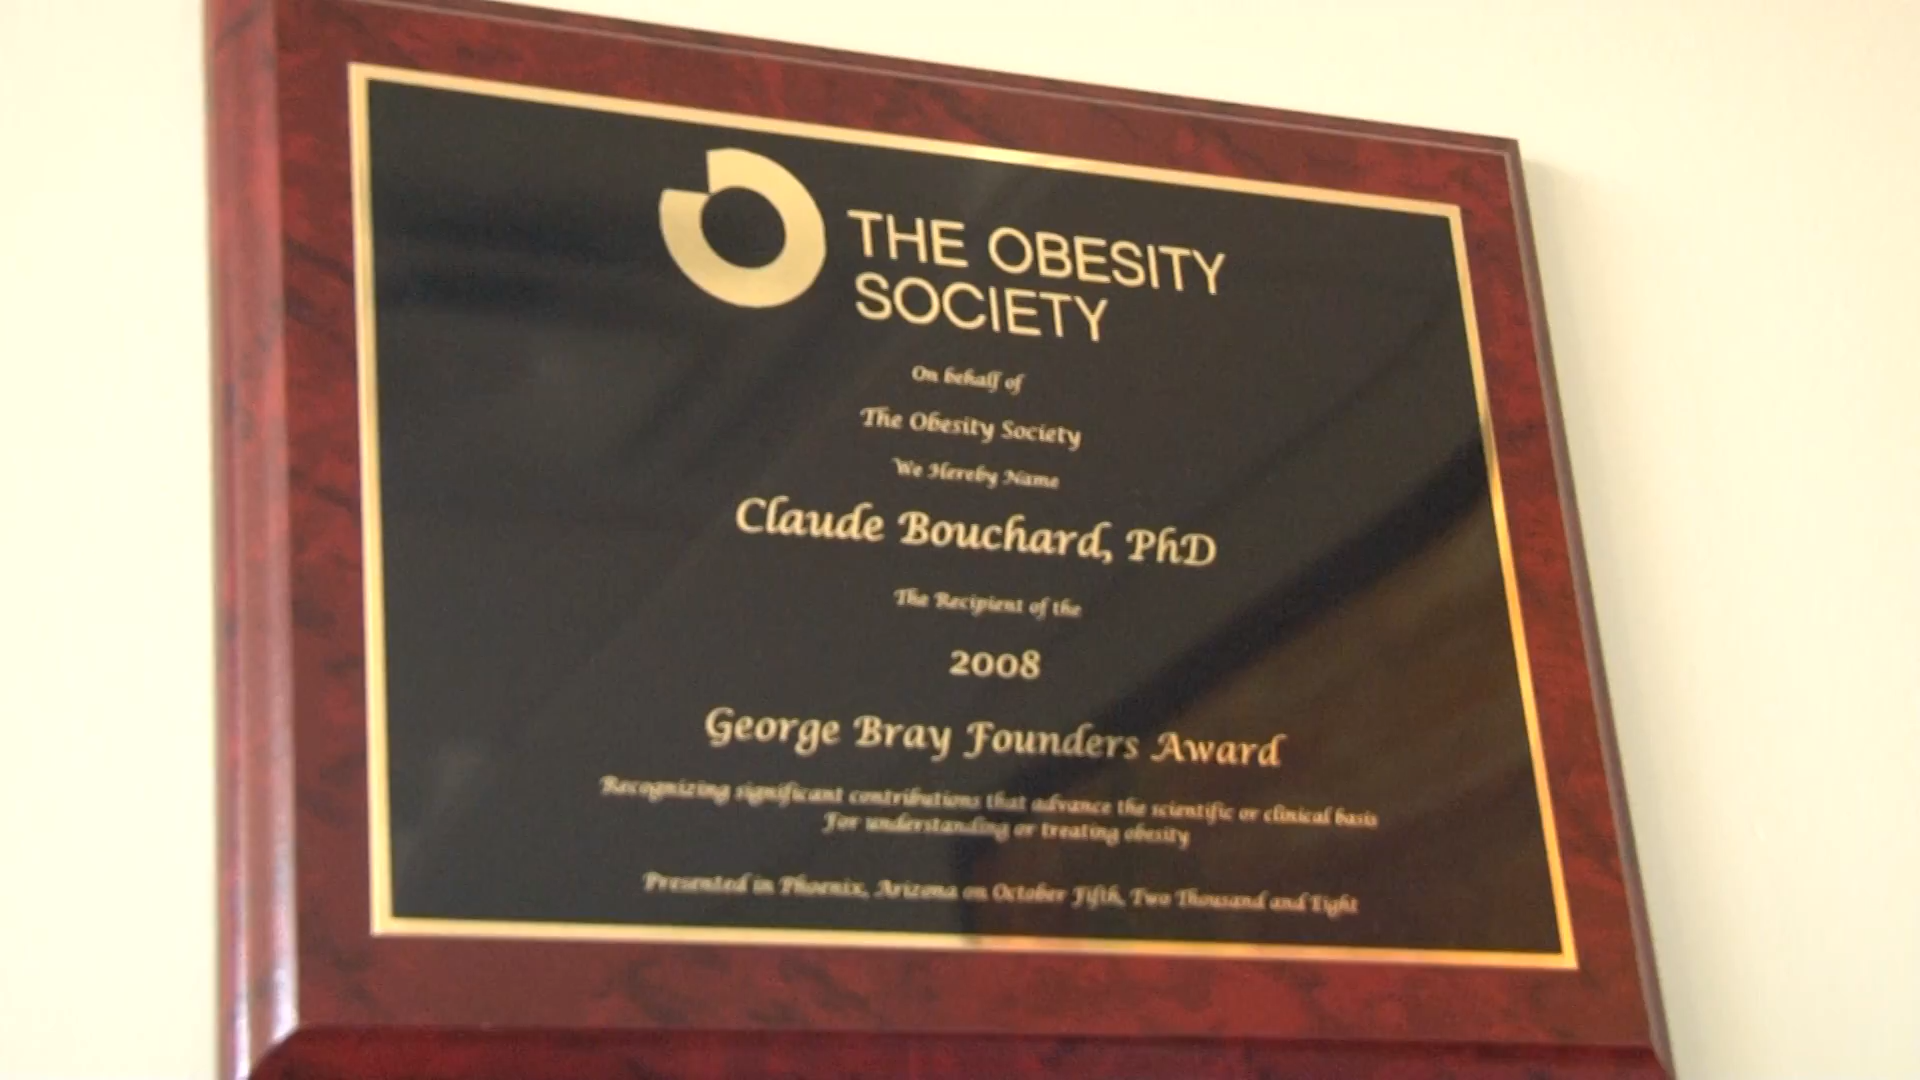 THE OBESITY
SOCIETY
On behalf of
The Obesity Society
We Hereby Name
Claude Bouchard, PhD
The Recipient of the
2008
George Bray Founders Award
Recognizing significant contributions that advance the scientific or clinical basis
For understanding or treating obesity
Presented in Phoenix, Arizona on October Fifth, Two Thousand and Eight